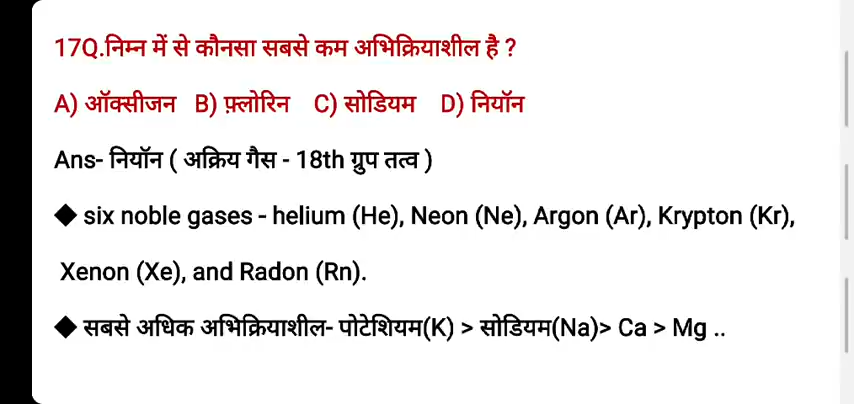 17Q.निम्न में से कौनसा सबसे कम अभिक्रियाशील है ?
A) ऑक्सीजन B) फ़्लोरिन C) सोडियम D) नियॉन
Ans- नियॉन ( अक्रिय गैस - 18th ग्रुप तत्व )
◆ six noble gases - helium (He), Neon (Ne), Argon (Ar), Krypton (Kr),
Xenon (Xe), and Radon (Rn).
◆ सबसे अधिक अभिक्रियाशील- पोटेशियम(K) > सोडियम(Na)> Ca > Mg ..